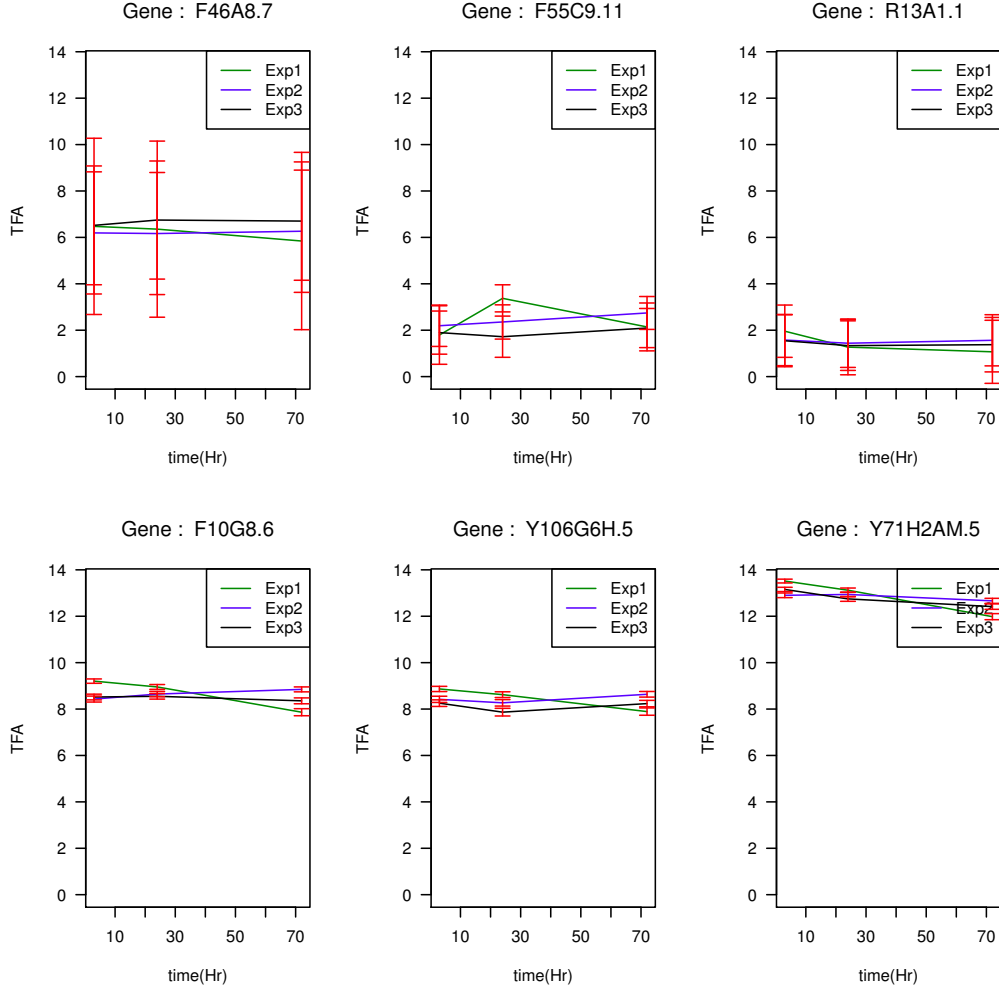 Gene :  F46A8.7
Gene :  F55C9.11
Gene :  R13A1.1
14
12
10
8
6
4
2
0
TFA
Exp1
Exp2
Exp3
10
30
50
70
time(Hr)
14
12
10
8
6
4
2
0
TFA
Exp1
Exp2
Exp3
10
30
50
70
time(Hr)
14
12
10
8
6
4
2
0
TFA
Exp1
Exp2
Exp3
10
30
50
70
time(Hr)
Gene :  F10G8.6
Gene :  Y106G6H.5
Gene :  Y71H2AM.5
14
12
10
8
6
4
2
0
TFA
Exp1
Exp2
Exp3
10
30
50
70
time(Hr)
14
12
10
8
6
4
2
0
TFA
Exp1
Exp2
Exp3
10
30
50
70
time(Hr)
14
12
10
8
6
4
2
0
TFA
Exp1
Exp2
Exp3
10
30
50
70
time(Hr)